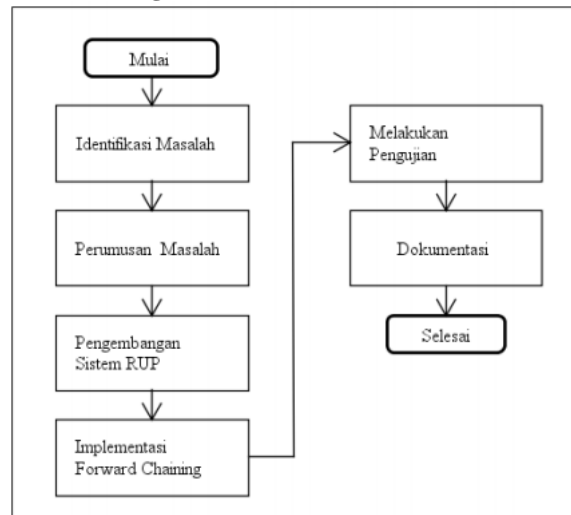 Mulai
Identifikasi Masalah
Perumusan Masalah
Pengembangan
Sistem RUP
Implementasi
Forward Chaining
Melakukan
Pengujian
Dokumentasi
Selesai